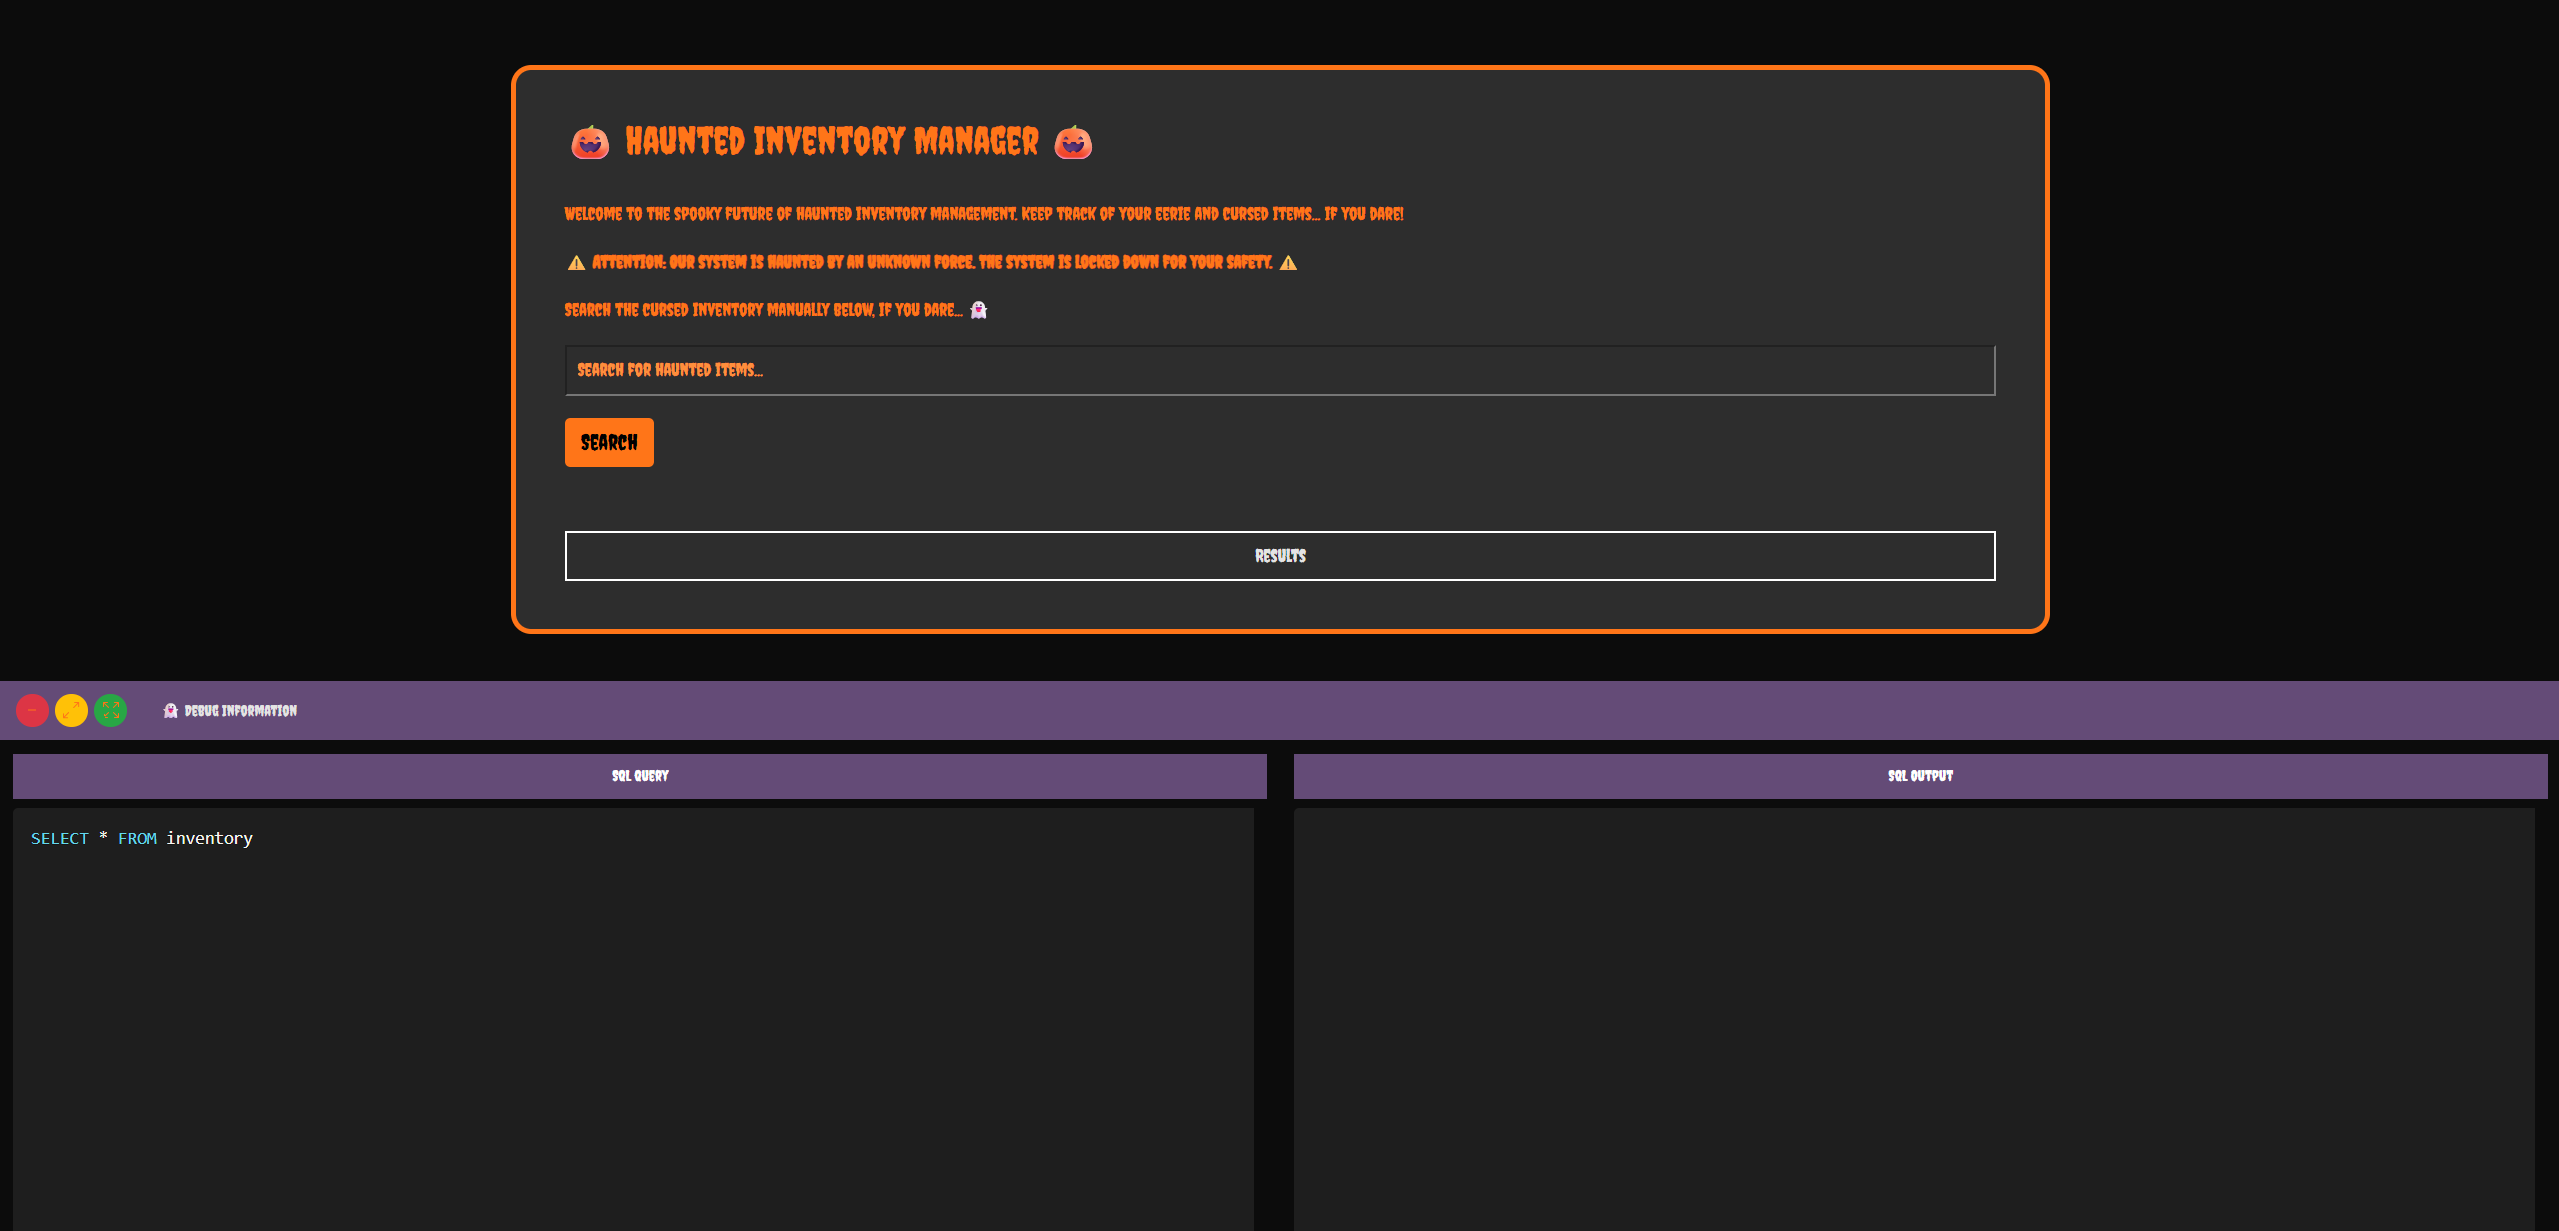 🎃 HAUNTED INVENTORY MANAGER 🎃
WELCOME TO THE SPOOKY FUTURE OF HAUNTED INVENTORY MANAGEMENT. KEEP TRACK OF YOUR EERIE AND CURSED ITEMS... IF YOU DARE!
⚠️ ATTENTION: OUR SYSTEM IS HAUNTED BY AN UNKNOWN FORCE. THE SYSTEM IS LOCKED DOWN FOR YOUR SAFETY. ⚠️
SEARCH THE CURSED INVENTORY MANUALLY BELOW, IF YOU DARE... 👻
SEARCH FOR HAUNTED ITEMS...
SEARCH
RESULTS
👻 DEBUG INFORMATION
SQL QUERY
SQL OUTPUT
SELECT * FROM inventory